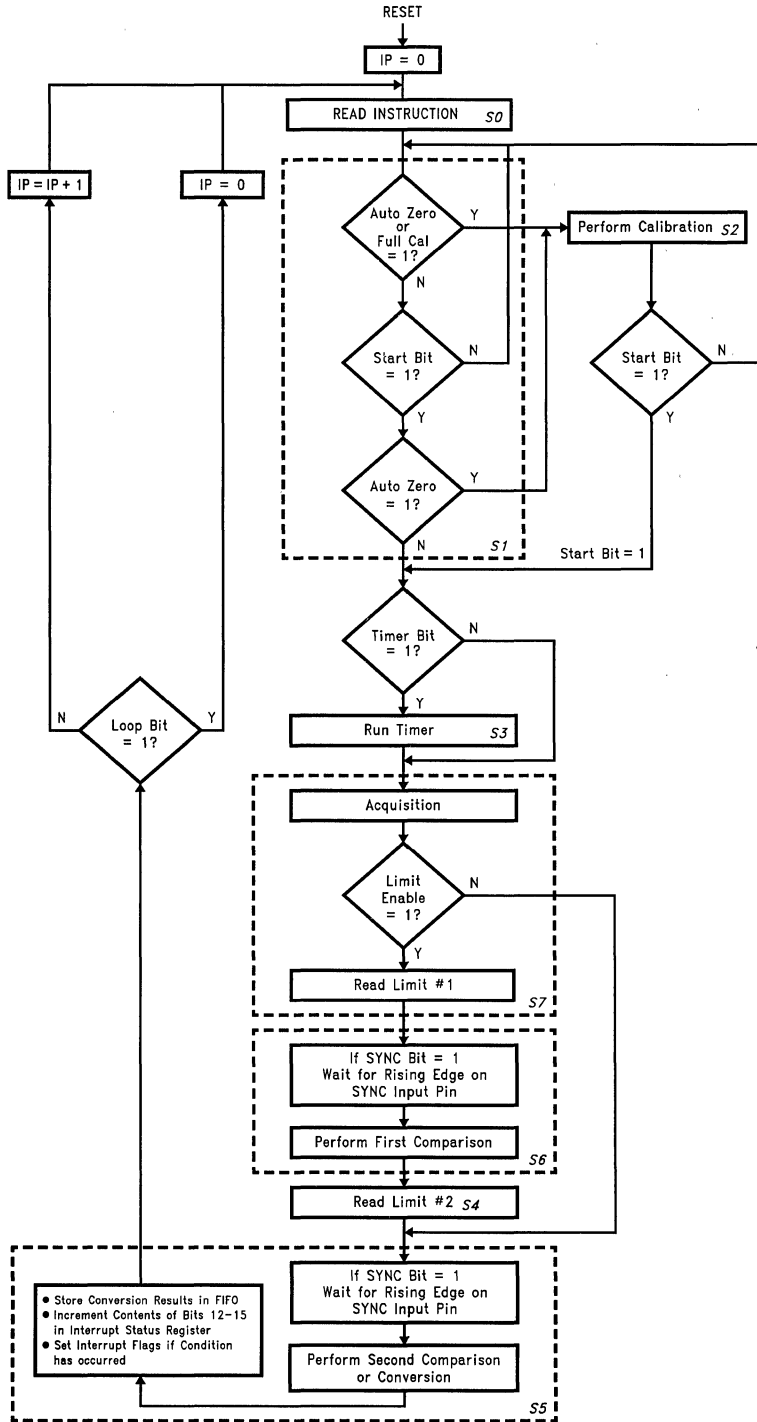 RESET
IP = 0
READ INSTRUCTION S0
IP = IP + 1
IP = 0
Auto Zero
or
Full Cal
= 1?
Y
N
Perform Calibration S2
Start Bit
= 1?
N
Y
Start Bit
= 1?
N
Y
Auto Zero
= 1?
Y
N
S1
Start Bit = 1
Timer Bit
= 1?
N
Y
Loop Bit
= 1?
N
Y
Run Timer S3
Acquisition
Limit
Enable
= 1?
N
Y
Read Limit #1
S7
If SYNC Bit = 1
Wait for Rising Edge on
SYNC Input Pin
Perform First Comparison
S6
Read Limit #2 S4
If SYNC Bit = 1
Wait for Rising Edge on
SYNC Input Pin
● Store Conversion Results in FIFO
● Increment Contents of Bits 12–15
in Interrupt Status Register
● Set Interrupt Flags if Condition
has occurred
Perform Second Comparison
or Conversion
S5